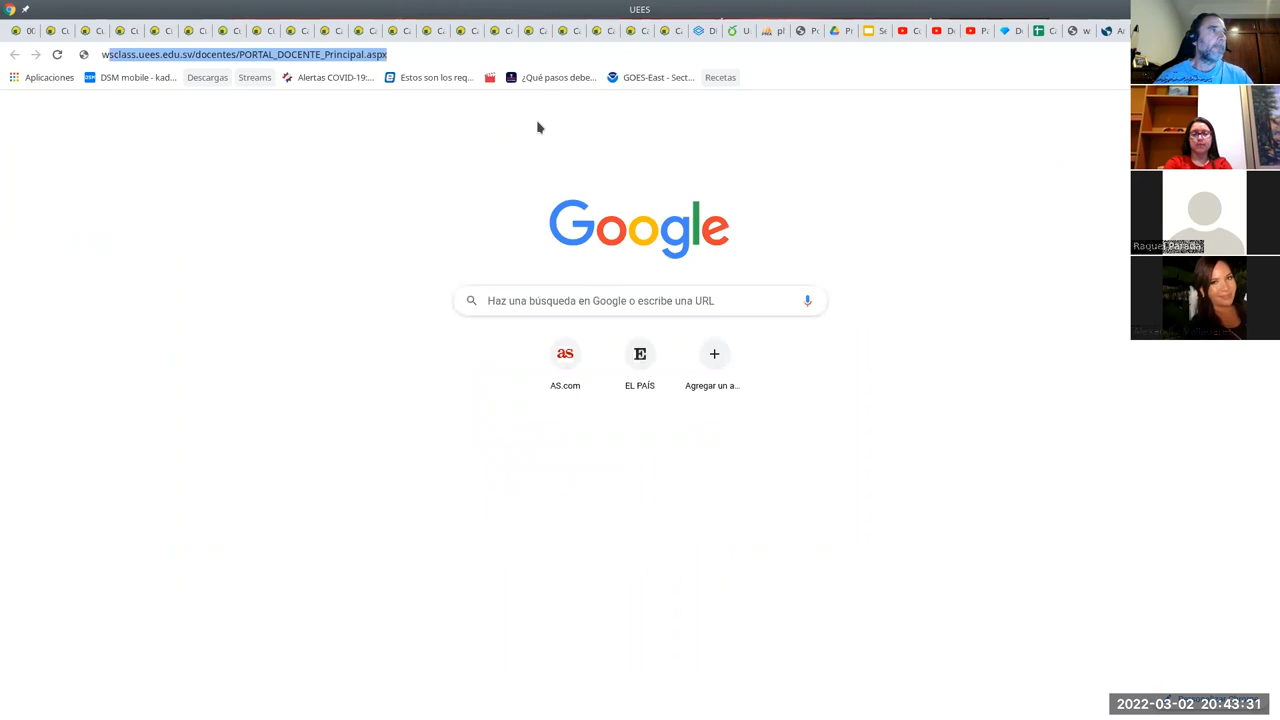 UEES
wsclass.uees.edu.sv/docentes/PORTAL_DOCENTE_Principal.aspx
Aplicaciones
DSM mobile - kad...
Descargas
Streams
Alertas COVID-19:...
Estos son los req...
¿Qué pasos debe...
GOES-East - Sect...
Recetas
Google
Haz una búsqueda en Google o escribe una URL
as
E
AS.com
EL PAÍS
Agregar un a...
Raquel Parada
2022-03-02 20:43:31